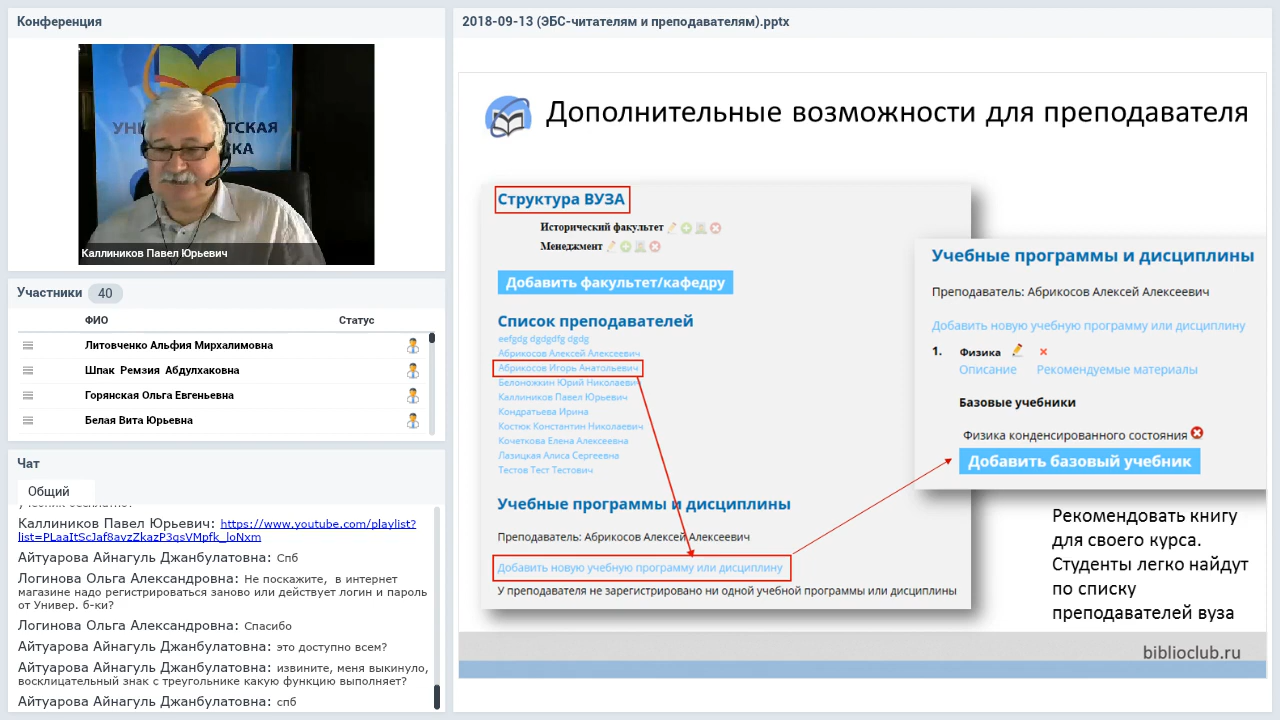 Конференция
Каллиников Павел Юрьевич
Участники 40
ФИО Статус
Литовченко Альфия Мирхалимовна
Шпак Ремзия Абдулхаковна
Горянская Ольга Евгеньевна
Белая Вита Юрьевна
Чат
Общий
Каллиников Павел Юрьевич: https://www.youtube.com/playlist?
list=PLaaItScJaf8avzZkazP3qsVMpfk_loNxm
Айтуарова Айнагуль Джанбулатовна: Спб
Логинова Ольга Александровна: Не поскажите, в интернет
магазине надо регистрироваться заново или действует логин и пароль
от Универ. б-ки?
Логинова Ольга Александровна: Спасибо
Айтуарова Айнагуль Джанбулатовна: это доступно всем?
Айтуарова Айнагуль Джанбулатовна: извините, меня выкинуло,
восклицательный знак с треугольнике какую функцию выполняет?
Айтуарова Айнагуль Джанбулатовна: спб
2018-09-13 (ЭБС-читателям и преподавателям).pptx
Дополнительные возможности для преподавателя
Структура ВУЗА
Исторический факультет
Менеджмент
Добавить факультет/кафедру
Список преподавателей
eefgdg dgdgdfg dgdg
Абрикосов Алексей Алексеевич
Абрикосов Игорь Анатольевич
Белоножкин Юрий Николаевич
Каллиников Павел Юрьевич
Кондратьева Ирина
Костюк Константин Николаевич
Кочеткова Елена Алексеевна
Лазицкая Алиса Сергеевна
Тестов Тест Тестович
Учебные программы и дисциплины
Преподаватель: Абрикосов Алексей Алексеевич
Добавить новую учебную программу или дисциплину
У преподавателя не зарегистрировано ни одной учебной программы или дисциплины
Учебные программы и дисциплины
Преподаватель: Абрикосов Алексей Алексеевич
Добавить новую учебную программу или дисциплину
1. Физика
Описание Рекомендуемые материалы
Базовые учебники
Физика конденсированного состояния
Добавить базовый учебник
Рекомендовать книгу
для своего курса.
Студенты легко найдут
по списку
преподавателей вуза
biblioclub.ru